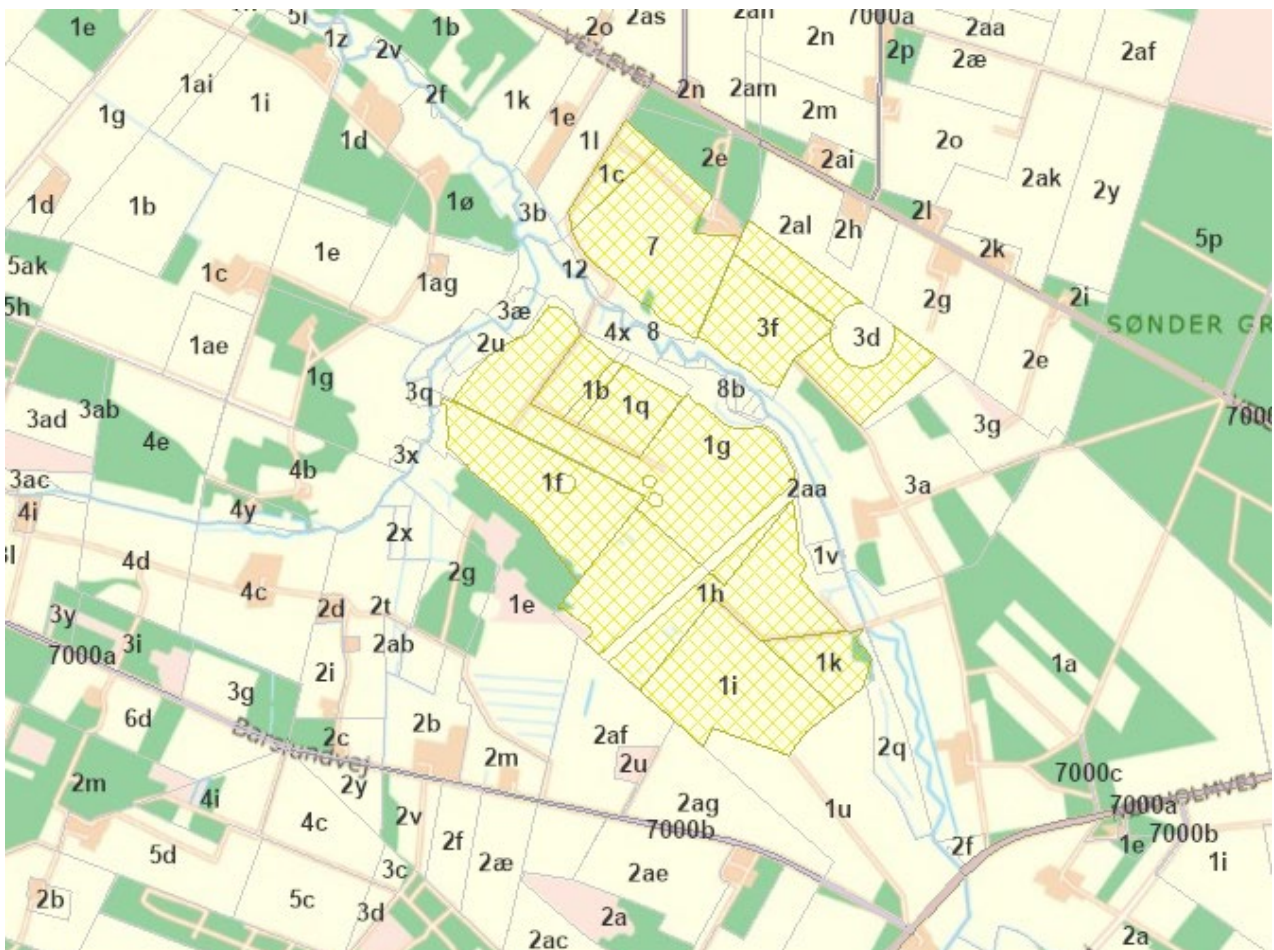 1e
5i
1z
2v
1b
2o
2as
2ah
7000a
2aa
2n
2p
2æ
2af
VEJLEVEJ
1ai
1i
2f
1k
1e
2n
2am
2m
1g
1d
1l
2e
2ai
2o
2ak
2y
1c
1d
1b
1ø
3b
2al
2h
2l
2k
5p
5ak
1c
1e
1ag
12
7
2g
2i
5h
3æ
4x
8
3f
3d
SØNDER GR
1ae
2u
2e
1g
3q
1b
1q
8b
3g
7000
3ad
3ab
4e
1g
3x
4b
3ac
1f
2aa
3a
4i
4y
2x
1v
4d
4c
2g
1h
2d
2t
1e
3y
3i
2ab
7000a
2i
1k
1a
3g
1i
6d
2c
2b
2af
2q
Barslundvej
2m
2u
7000c
2m
4i
2y
2ag
1u
7000a
4c
2v
7000b
HOLMVEJ
2f
7000b
5d
2f
2æ
1e
1i
3c
2ae
2b
5c
3d
2a
2ac
2a